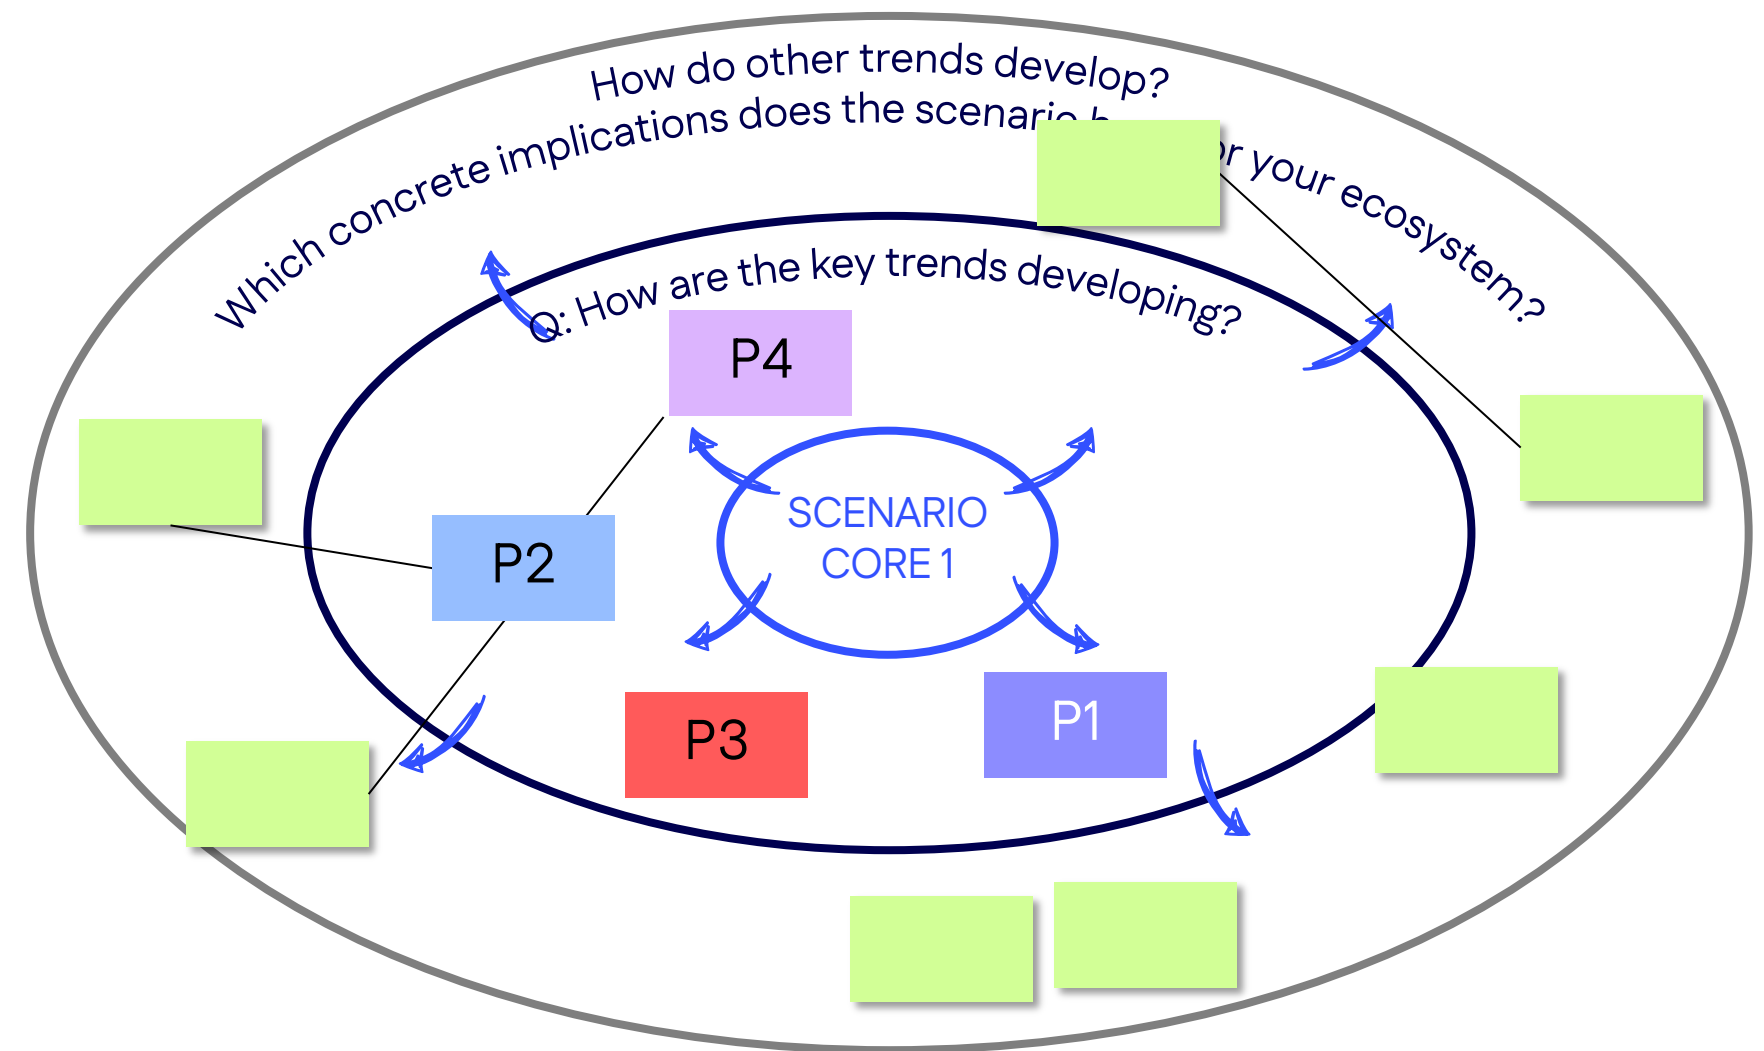 How do other trends develop?
Which concrete implications does the scenario your ecosystem?
Q: How are the key trends developing?
P4
SCENARIO
CORE 1
P2
P3
P1